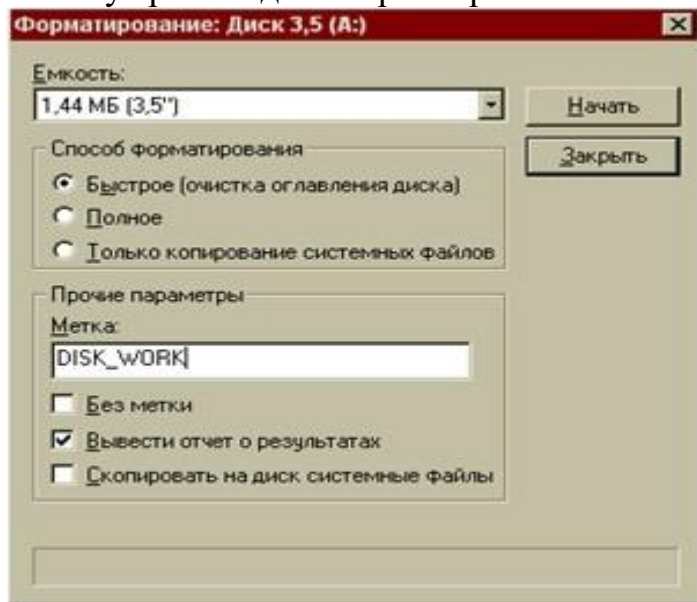 Форматирование: Диск 3,5 (A:)
Емкость:
1,44 МБ (3,5")
Начать
Способ форматирования
Закрыть
Быстрое (очистка оглавления диска)
Полное
Только копирование системных файлов
Прочие параметры
Метка:
DISK_WORK
Без метки
Вывести отчет о результатах
Скопировать на диск системные файлы